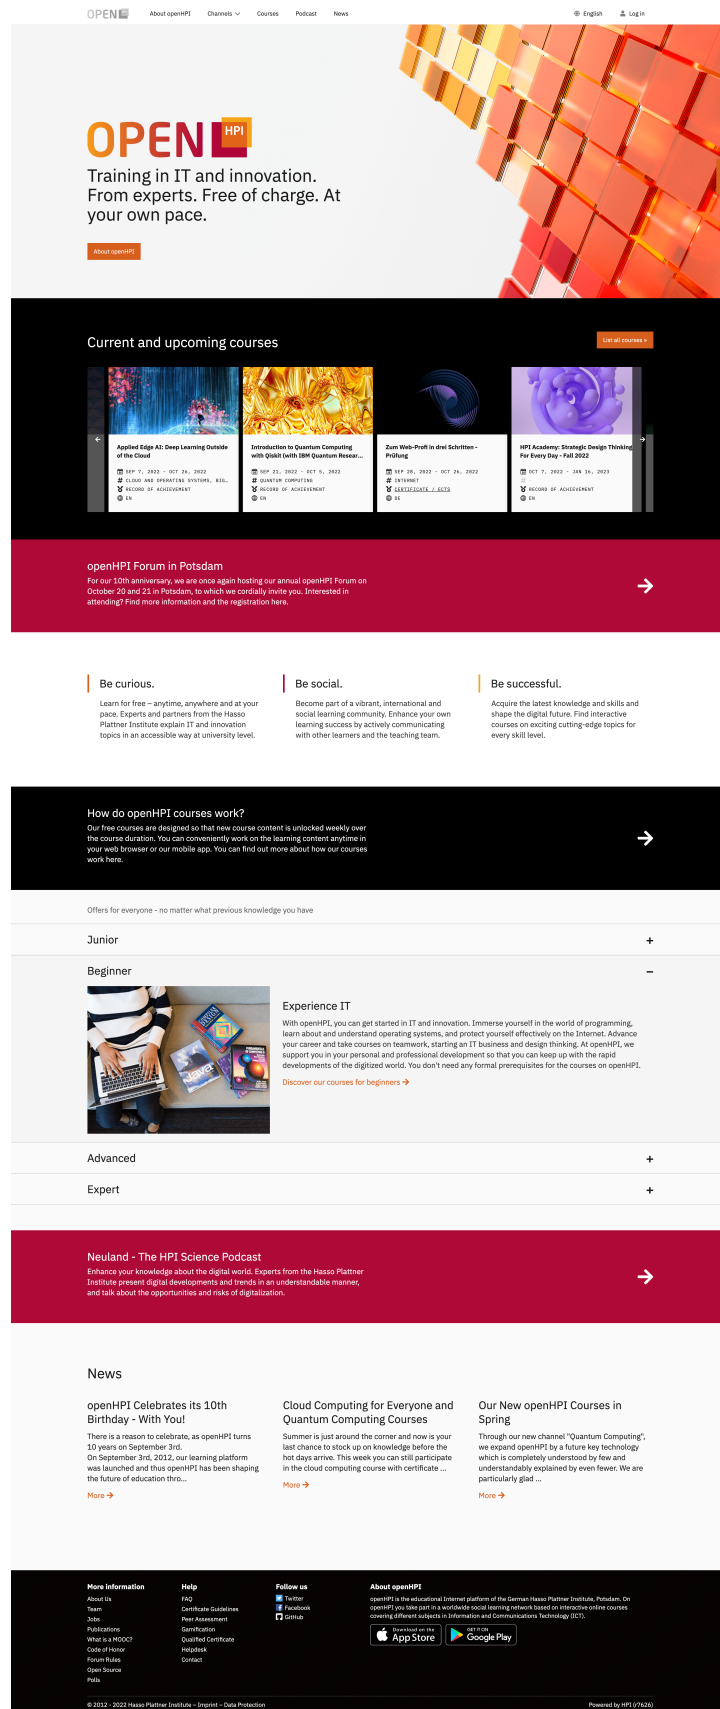 OPEN
About openHPI
Channels
Courses
Podcast
News
English
Log in
OPEN HPI
Training in IT and innovation.
From experts. Free of charge. At
your own pace.
About openHPI
Current and upcoming courses
List all courses »
Applied Edge AI: Deep Learning Outside
of the Cloud
SEP 7, 2022 - OCT 26, 2022
CLOUD AND OPERATING SYSTEMS, BIG…
RECORD OF ACHIEVEMENT
EN
Introduction to Quantum Computing
with Qiskit (with IBM Quantum Resear…
SEP 21, 2022 - OCT 5, 2022
QUANTUM COMPUTING
RECORD OF ACHIEVEMENT
EN
Zum Web-Profi in drei Schritten -
Prüfung
SEP 28, 2022 - OCT 26, 2022
INTERNET
CERTIFICATE / ECTS
DE
HPI Academy: Strategic Design Thinking
For Every Day - Fall 2022
OCT 7, 2022 - JAN 16, 2023
RECORD OF ACHIEVEMENT
EN
openHPI Forum in Potsdam
For our 10th anniversary, we are once again hosting our annual openHPI Forum on
October 20 and 21 in Potsdam, to which we cordially invite you. Interested in
attending? Find more information and the registration here.
Be curious.
Learn for free – anytime, anywhere and at your
pace. Experts and partners from the Hasso
Plattner Institute explain IT and innovation
topics in an accessible way at university level.
Be social.
Become part of a vibrant, international and
social learning community. Enhance your own
learning success by actively communicating
with other learners and the teaching team.
Be successful.
Acquire the latest knowledge and skills and
shape the digital future. Find interactive
courses on exciting cutting-edge topics for
every skill level.
How do openHPI courses work?
Our free courses are designed so that new course content is unlocked weekly over
the course duration. You can conveniently work on the learning content anytime in
your web browser or our mobile app. You can find out more about how our courses
work here.
Offers for everyone - no matter what previous knowledge you have
Junior
Beginner
Java
Experience IT
With openHPI, you can get started in IT and innovation. Immerse yourself in the world of programming,
learn about and understand operating systems, and protect yourself effectively on the Internet. Advance
your career and take courses on teamwork, starting an IT business and design thinking. At openHPI, we
support you in your personal and professional development so that you can keep up with the rapid
developments of the digitized world. You don't need any formal prerequisites for the courses on openHPI.
Discover our courses for beginners
Advanced
Expert
Neuland - The HPI Science Podcast
Enhance your knowledge about the digital world. Experts from the Hasso Plattner
Institute present digital developments and trends in an understandable manner,
and talk about the opportunities and risks of digitalization.
News
openHPI Celebrates its 10th
Birthday - With You!
There is a reason to celebrate, as openHPI turns
10 years on September 3rd.
On September 3rd, 2012, our learning platform
was launched and thus openHPI has been shaping
the future of education thro...
More
Cloud Computing for Everyone and
Quantum Computing Courses
Summer is just around the corner and now is your
last chance to stock up on knowledge before the
hot days arrive. This week you can still participate
in the cloud computing course with certificate ...
More
Our New openHPI Courses in
Spring
Through our new channel "Quantum Computing",
we expand openHPI by a future key technology
which is completely understood by few and
understandably explained by even fewer. We are
particularly glad ...
More
More information
About Us
Team
Jobs
Publications
What is a MOOC?
Code of Honor
Forum Rules
Open Source
Polls
Help
FAQ
Certificate Guidelines
Peer Assessment
Gamification
Qualified Certificate
Helpdesk
Contact
Follow us
Twitter
Facebook
GitHub
About openHPI
openHPI is the educational Internet platform of the German Hasso Plattner Institute, Potsdam. On
openHPI you take part in a worldwide social learning network based on interactive online courses
covering different subjects in Information and Communications Technology (ICT).
Download on the
App Store
GET IT ON
Google Play
© 2012 - 2022 Hasso Plattner Institute – Imprint – Data Protection
Powered by HPI (r7626)